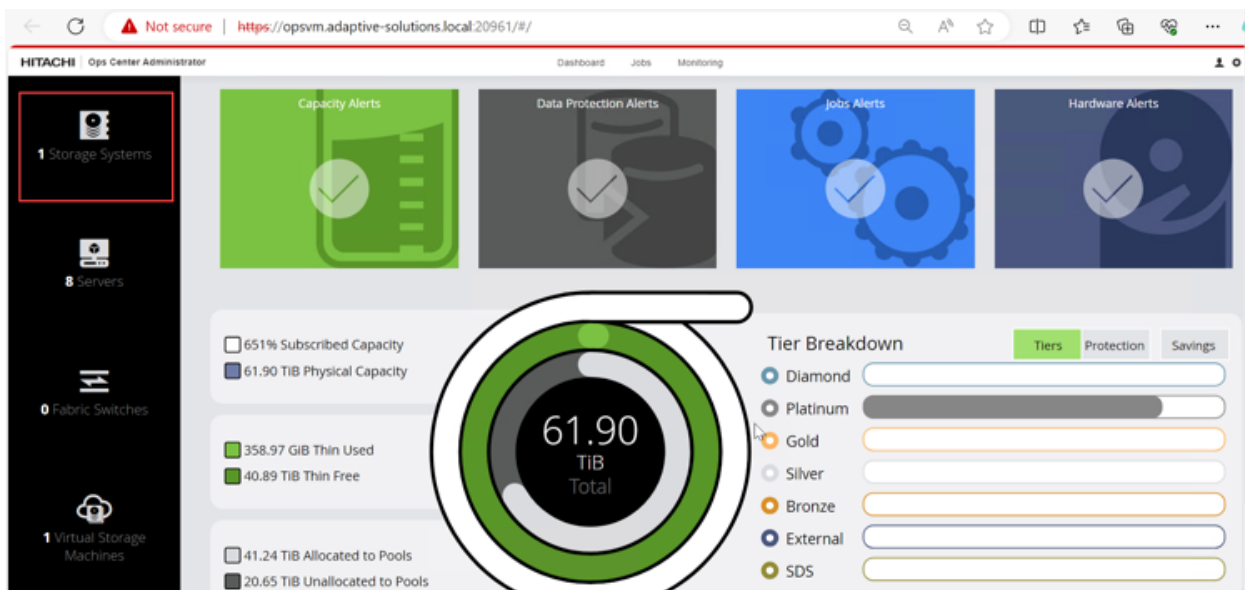 Not secure | https://opsvm.adaptive-solutions.local:20961/#/
HITACHI | Ops Center Administrator
Dashboard Jobs Monitoring
1 Storage Systems
8 Servers
0 Fabric Switches
1 Virtual Storage
Machines
Capacity Alerts
Data Protection Alerts
Jobs Alerts
Hardware Alerts
651% Subscribed Capacity
61.90 TiB Physical Capacity
358.97 GiB Thin Used
40.89 TiB Thin Free
41.24 TiB Allocated to Pools
20.65 TiB Unallocated to Pools
61.90
TiB
Total
Tier Breakdown
Tiers Protection Savings
Diamond
Platinum
Gold
Silver
Bronze
External
SDS